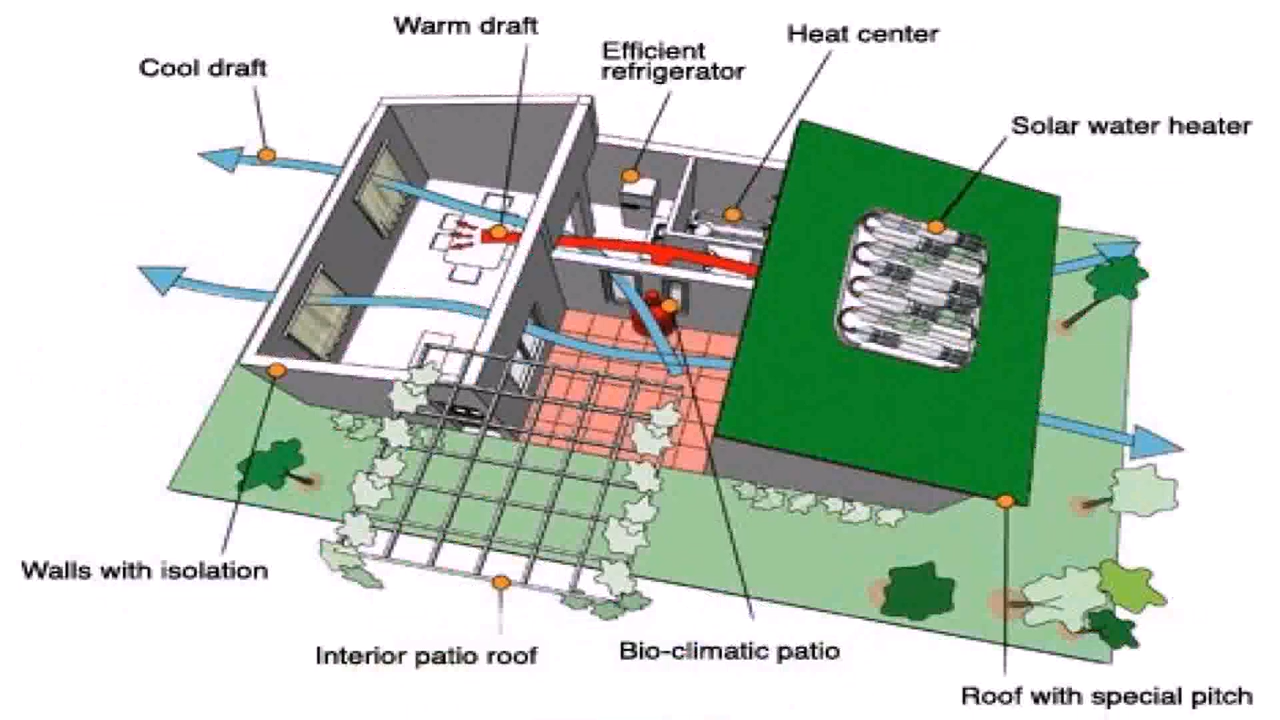 Warm draft
Heat center
Efficient
refrigerator
Cool draft
Solar water heater
Walls with isolation
Interior patio roof
Bio-climatic patio
Roof with special pitch